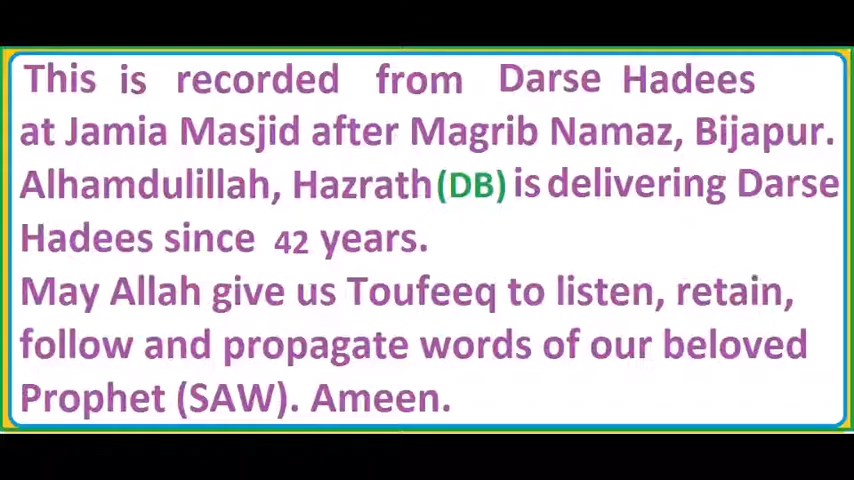 This is recorded from Darse Hadees
at Jamia Masjid after Magrib Namaz, Bijapur.
Alhamdulillah, Hazrath(DB) is delivering Darse
Hadees since 42 years.
May Allah give us Toufeeq to listen, retain,
follow and propagate words of our beloved
Prophet (SAW). Ameen.